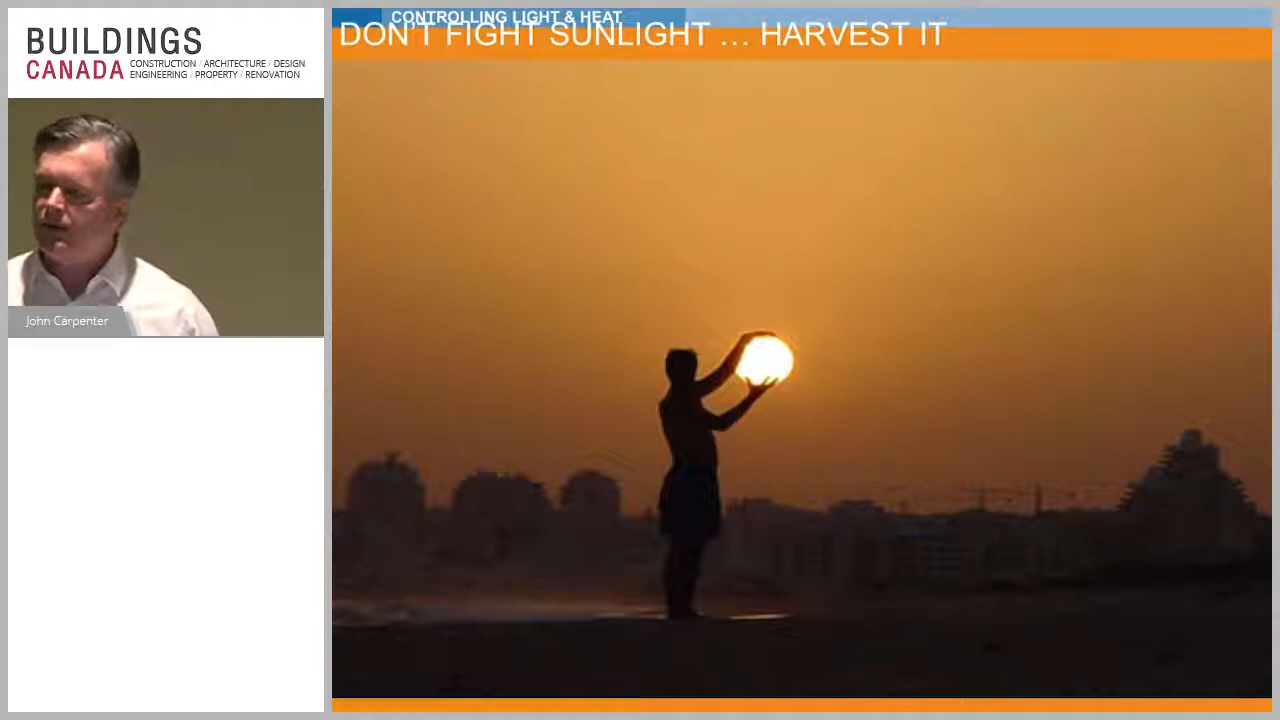 BUILDINGS
CANADA CONSTRUCTION / ARCHITECTURE / DESIGN
ENGINEERING / PROPERTY / RENOVATION
John Carpenter
CONTROLLING LIGHT & HEAT
DON'T FIGHT SUNLIGHT … HARVEST IT